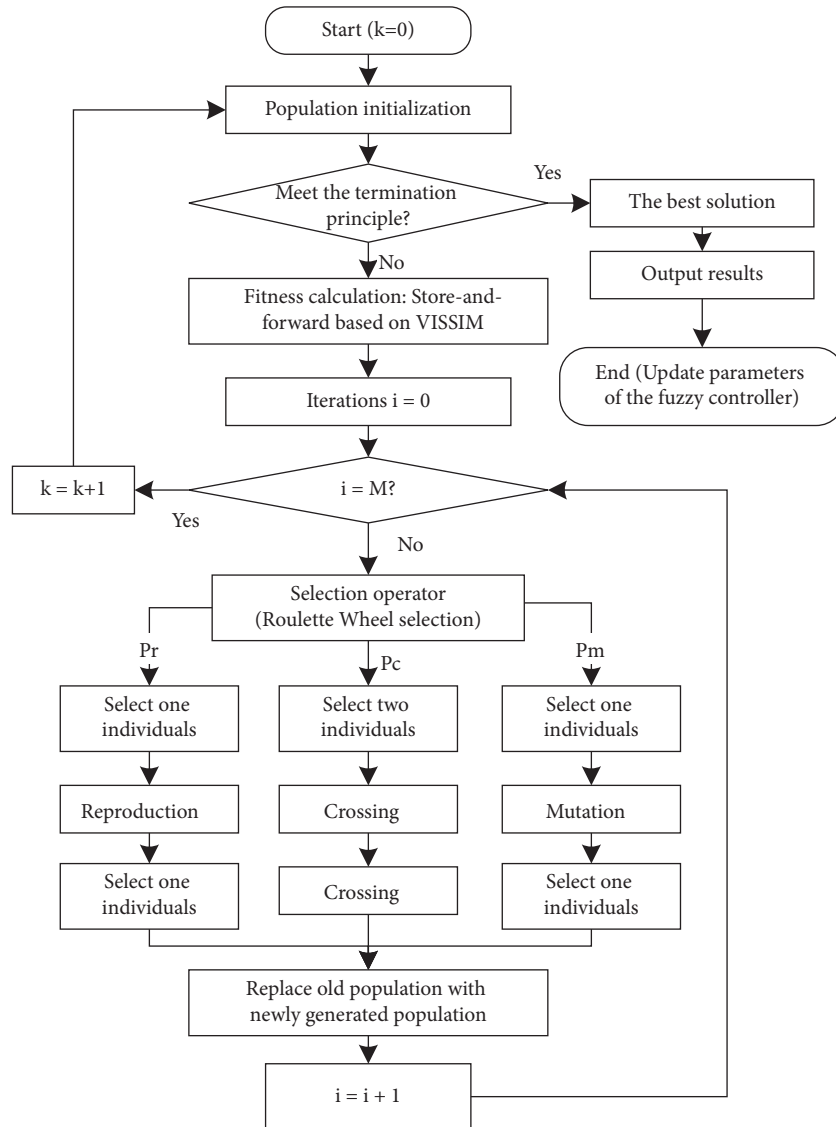 Start (k=0)
Population initialization
Yes
Meet the termination
principle?
The best solution
No
Output results
Fitness calculation: Store-and-
forward based on VISSIM
End (Update parameters
of the fuzzy controller)
Iterations i = 0
k = k+1
i = M?
Yes
No
Selection operator
(Roulette Wheel selection)
Pr
Pc
Pm
Select one
individuals
Select two
individuals
Select one
individuals
Reproduction
Crossing
Mutation
Select one
individuals
Crossing
Select one
individuals
Replace old population with
newly generated population
i = i + 1